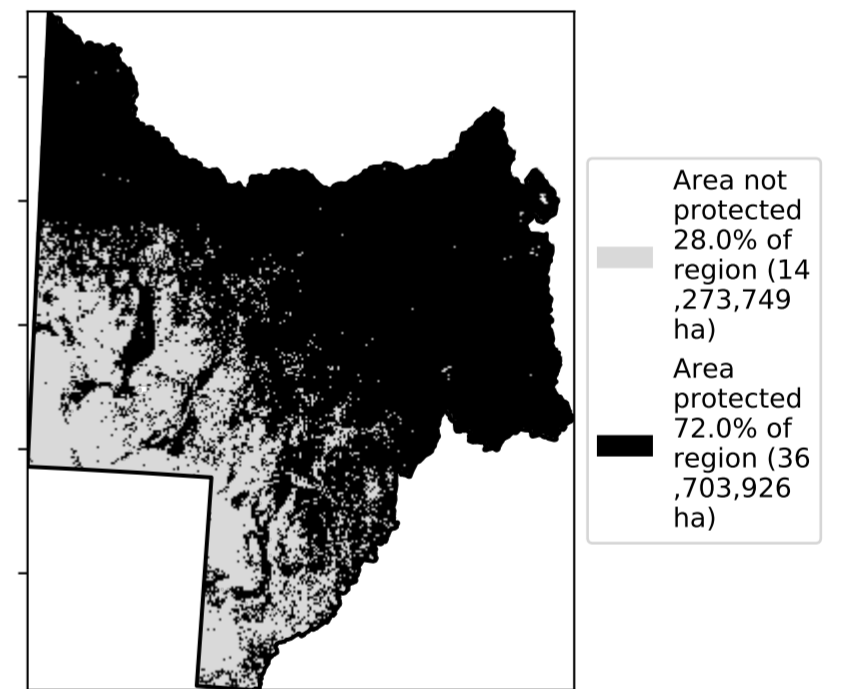 Area not
protected
28.0% of
region (14
,273,749
ha)
Area
protected
72.0% of
region (36
,703,926
ha)